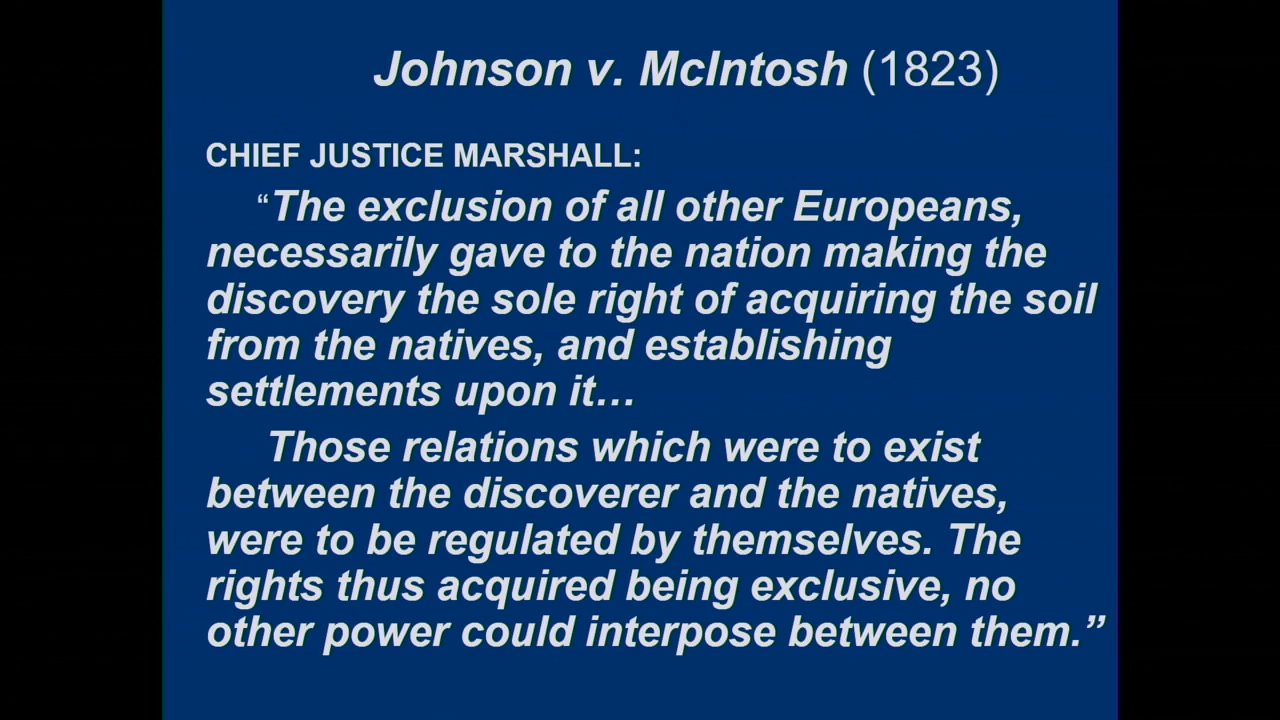 Johnson v. McIntosh (1823)
CHIEF JUSTICE MARSHALL:
“The exclusion of all other Europeans,
necessarily gave to the nation making the
discovery the sole right of acquiring the soil
from the natives, and establishing
settlements upon it…
Those relations which were to exist
between the discoverer and the natives,
were to be regulated by themselves. The
rights thus acquired being exclusive, no
other power could interpose between them.”